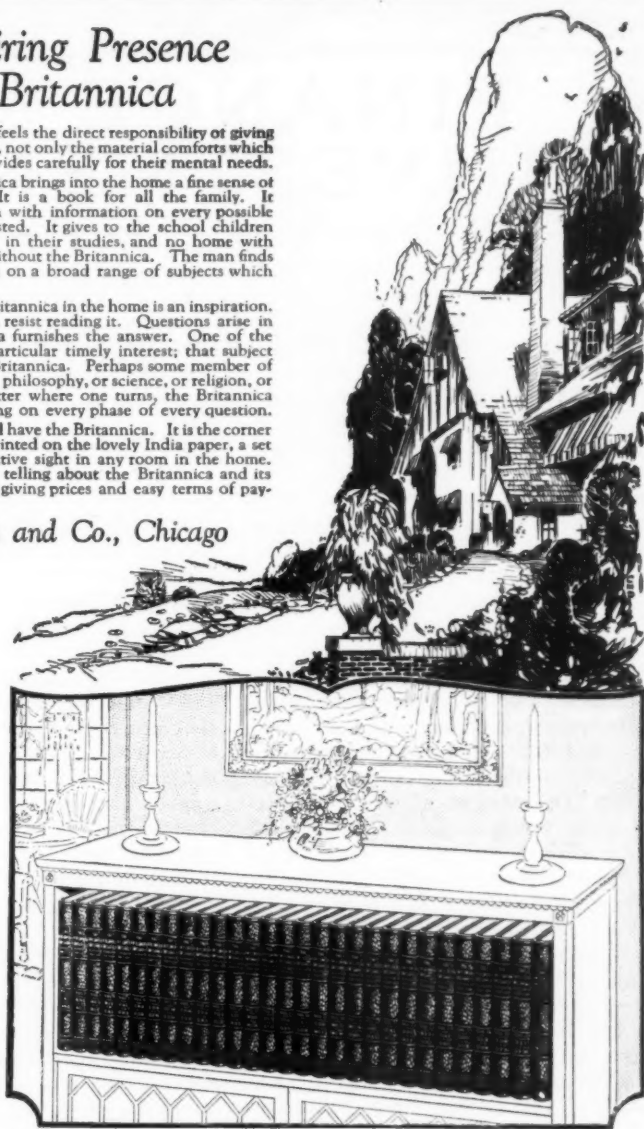 ring Presence
Britannica
feels the direct responsibility of giving
, not only the material comforts which
vides carefully for their mental needs.
ica brings into the home a fine sense of
It is a book for all the family. It
with information on every possible
sted. It gives to the school children
in their studies, and no home with
ithout the Britannica. The man finds
on a broad range of subjects which
ritannica in the home is an inspiration.
resist reading it. Questions arise in
a furnishes the answer. One of the
articular timely interest; that subject
ritannica. Perhaps some member of
philosophy, or science, or religion, or
tter where one turns, the Britannica
ng on every phase of every question.
l have the Britannica. It is the corner
rinted on the lovely India paper, a set
tive sight in any room in the home.
telling about the Britannica and its
giving prices and easy terms of pay-
and Co., Chicago